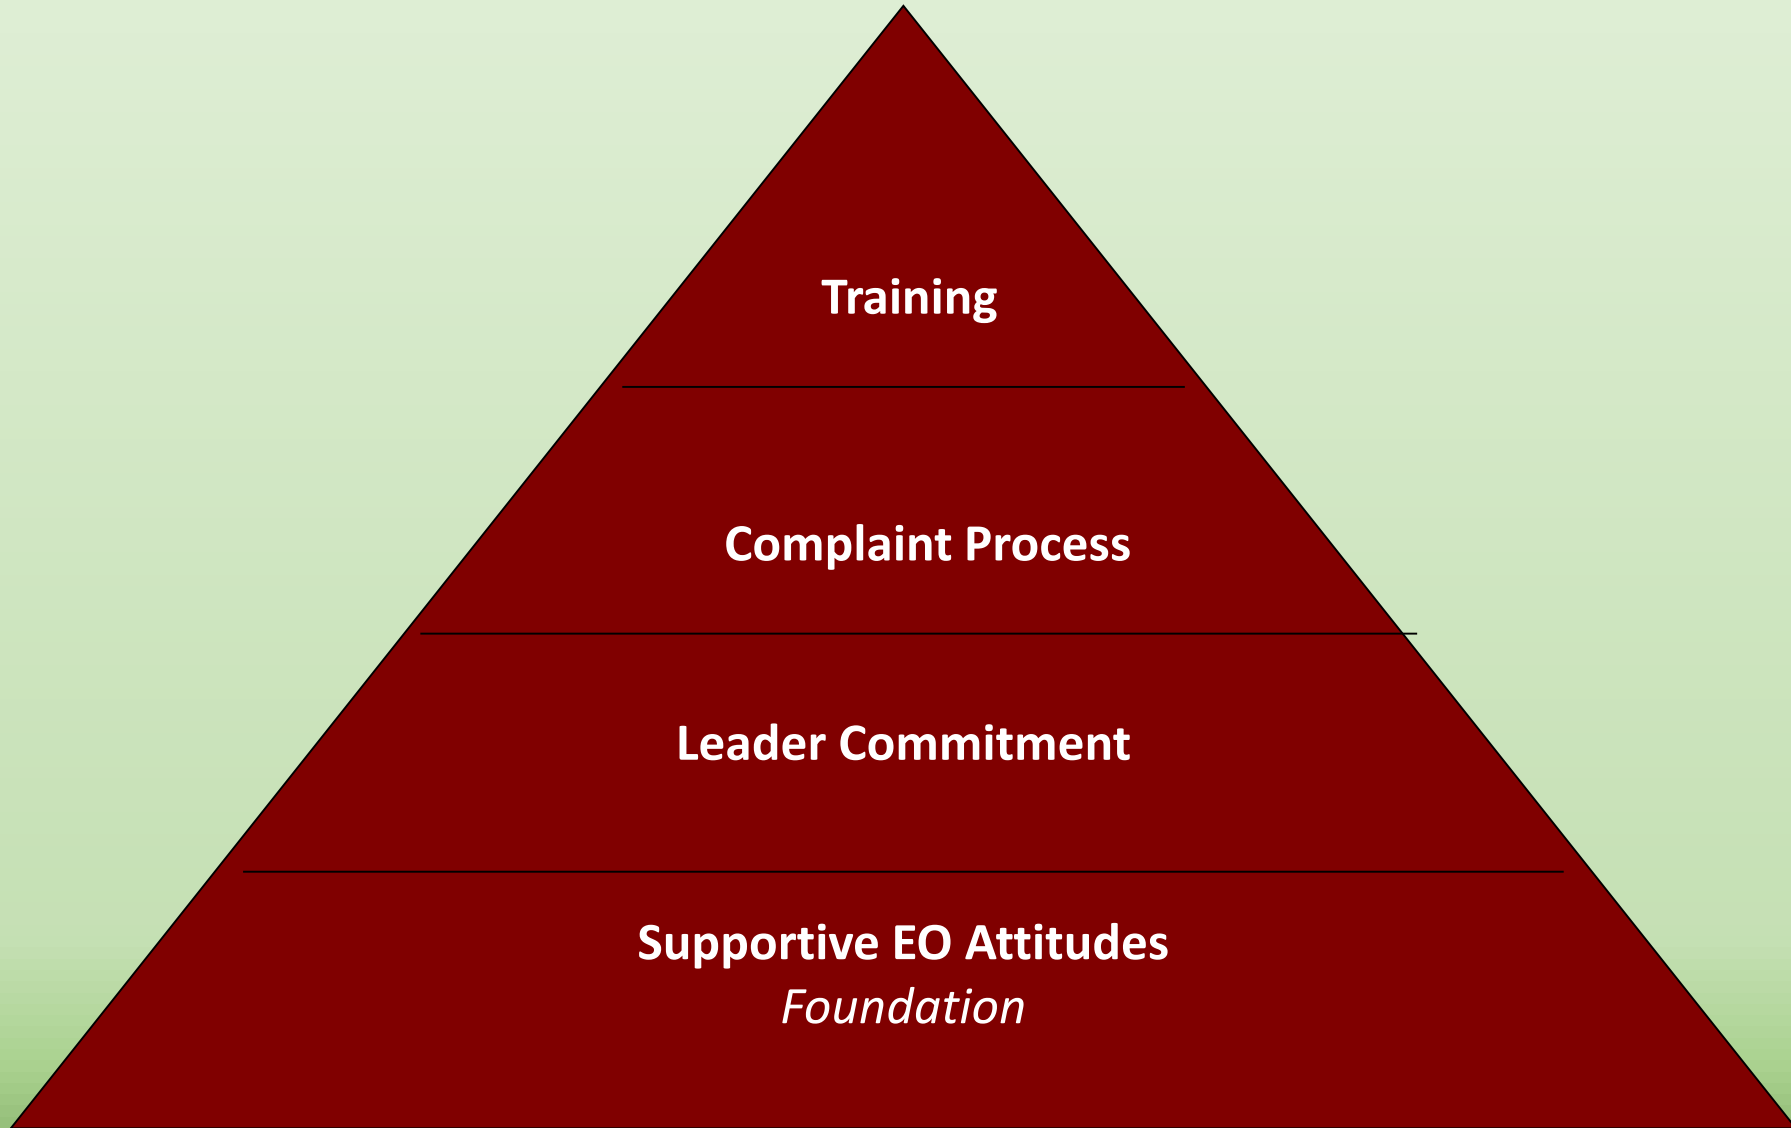 Training
Complaint Process
Leader Commitment
Supportive EO Attitudes
Foundation